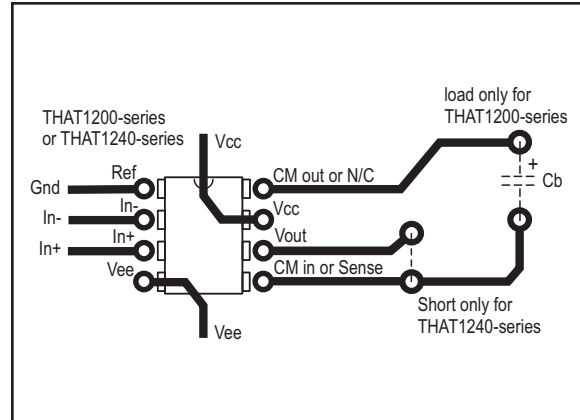 THAT1200-series
or THAT1240-series
Vcc
load only for
THAT1200-series
Ref
CM out or N/C
+
Cb
Gnd
In-
Vcc
In-
In+
Vout
In+
Vee
CM in or Sense
Short only for
THAT1240-series
Vee